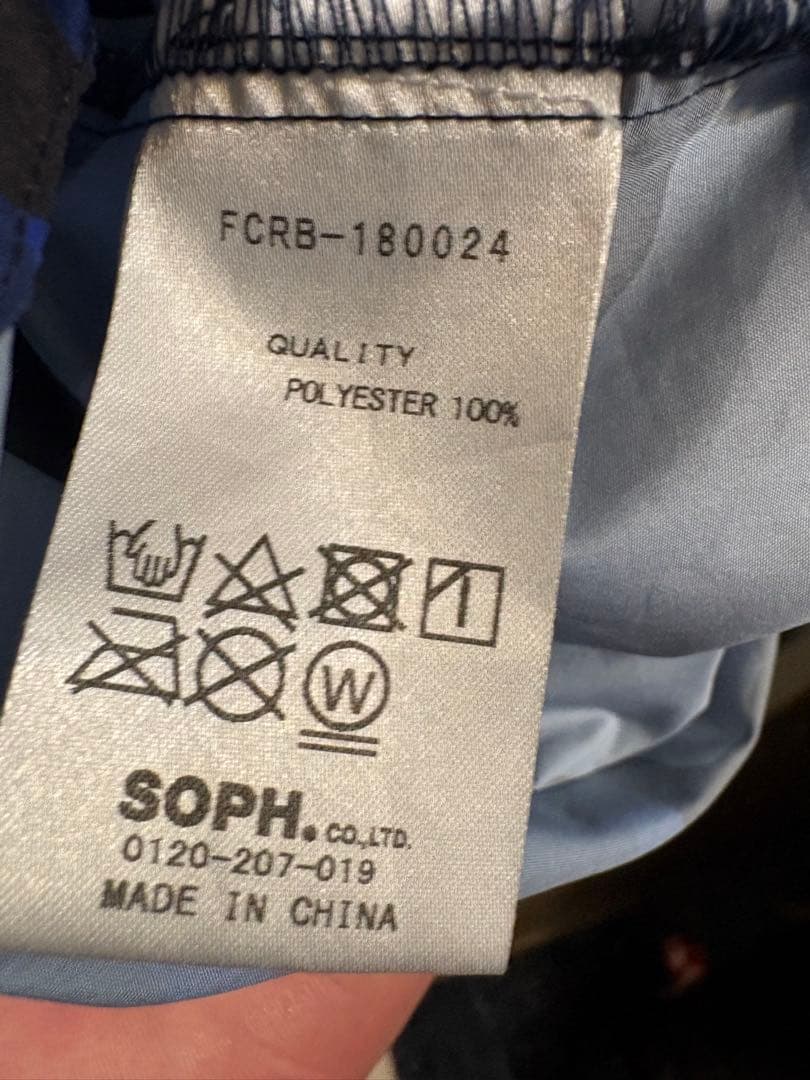 FCRB-180024
QUALITY
POLYESTER 100%
W
SOPH. CO.,LTD.
0120-207-019
MADE IN CHINA